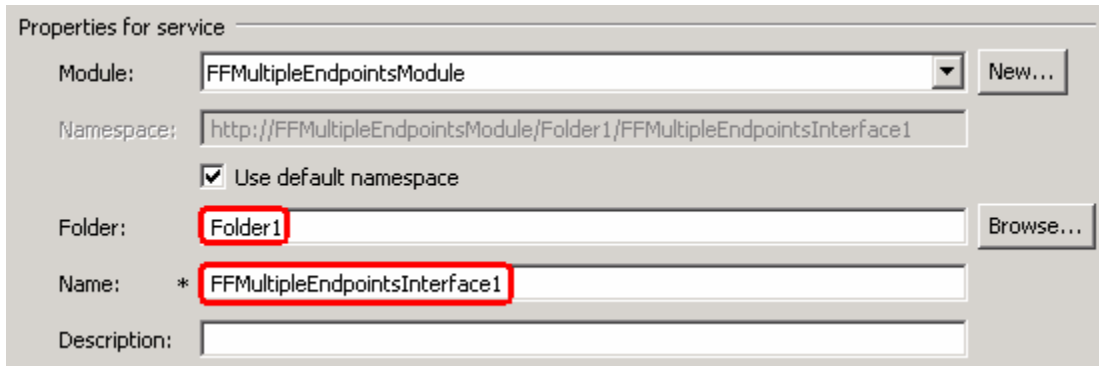 Properties for service
Module: FFMultipleEndpointsModule New...
Namespace: http://FFMultipleEndpointsModule/Folder1/FFMultipleEndpointsInterface1
Use default namespace
Folder: Folder1 Browse...
Name: * FFMultipleEndpointsInterface1
Description: